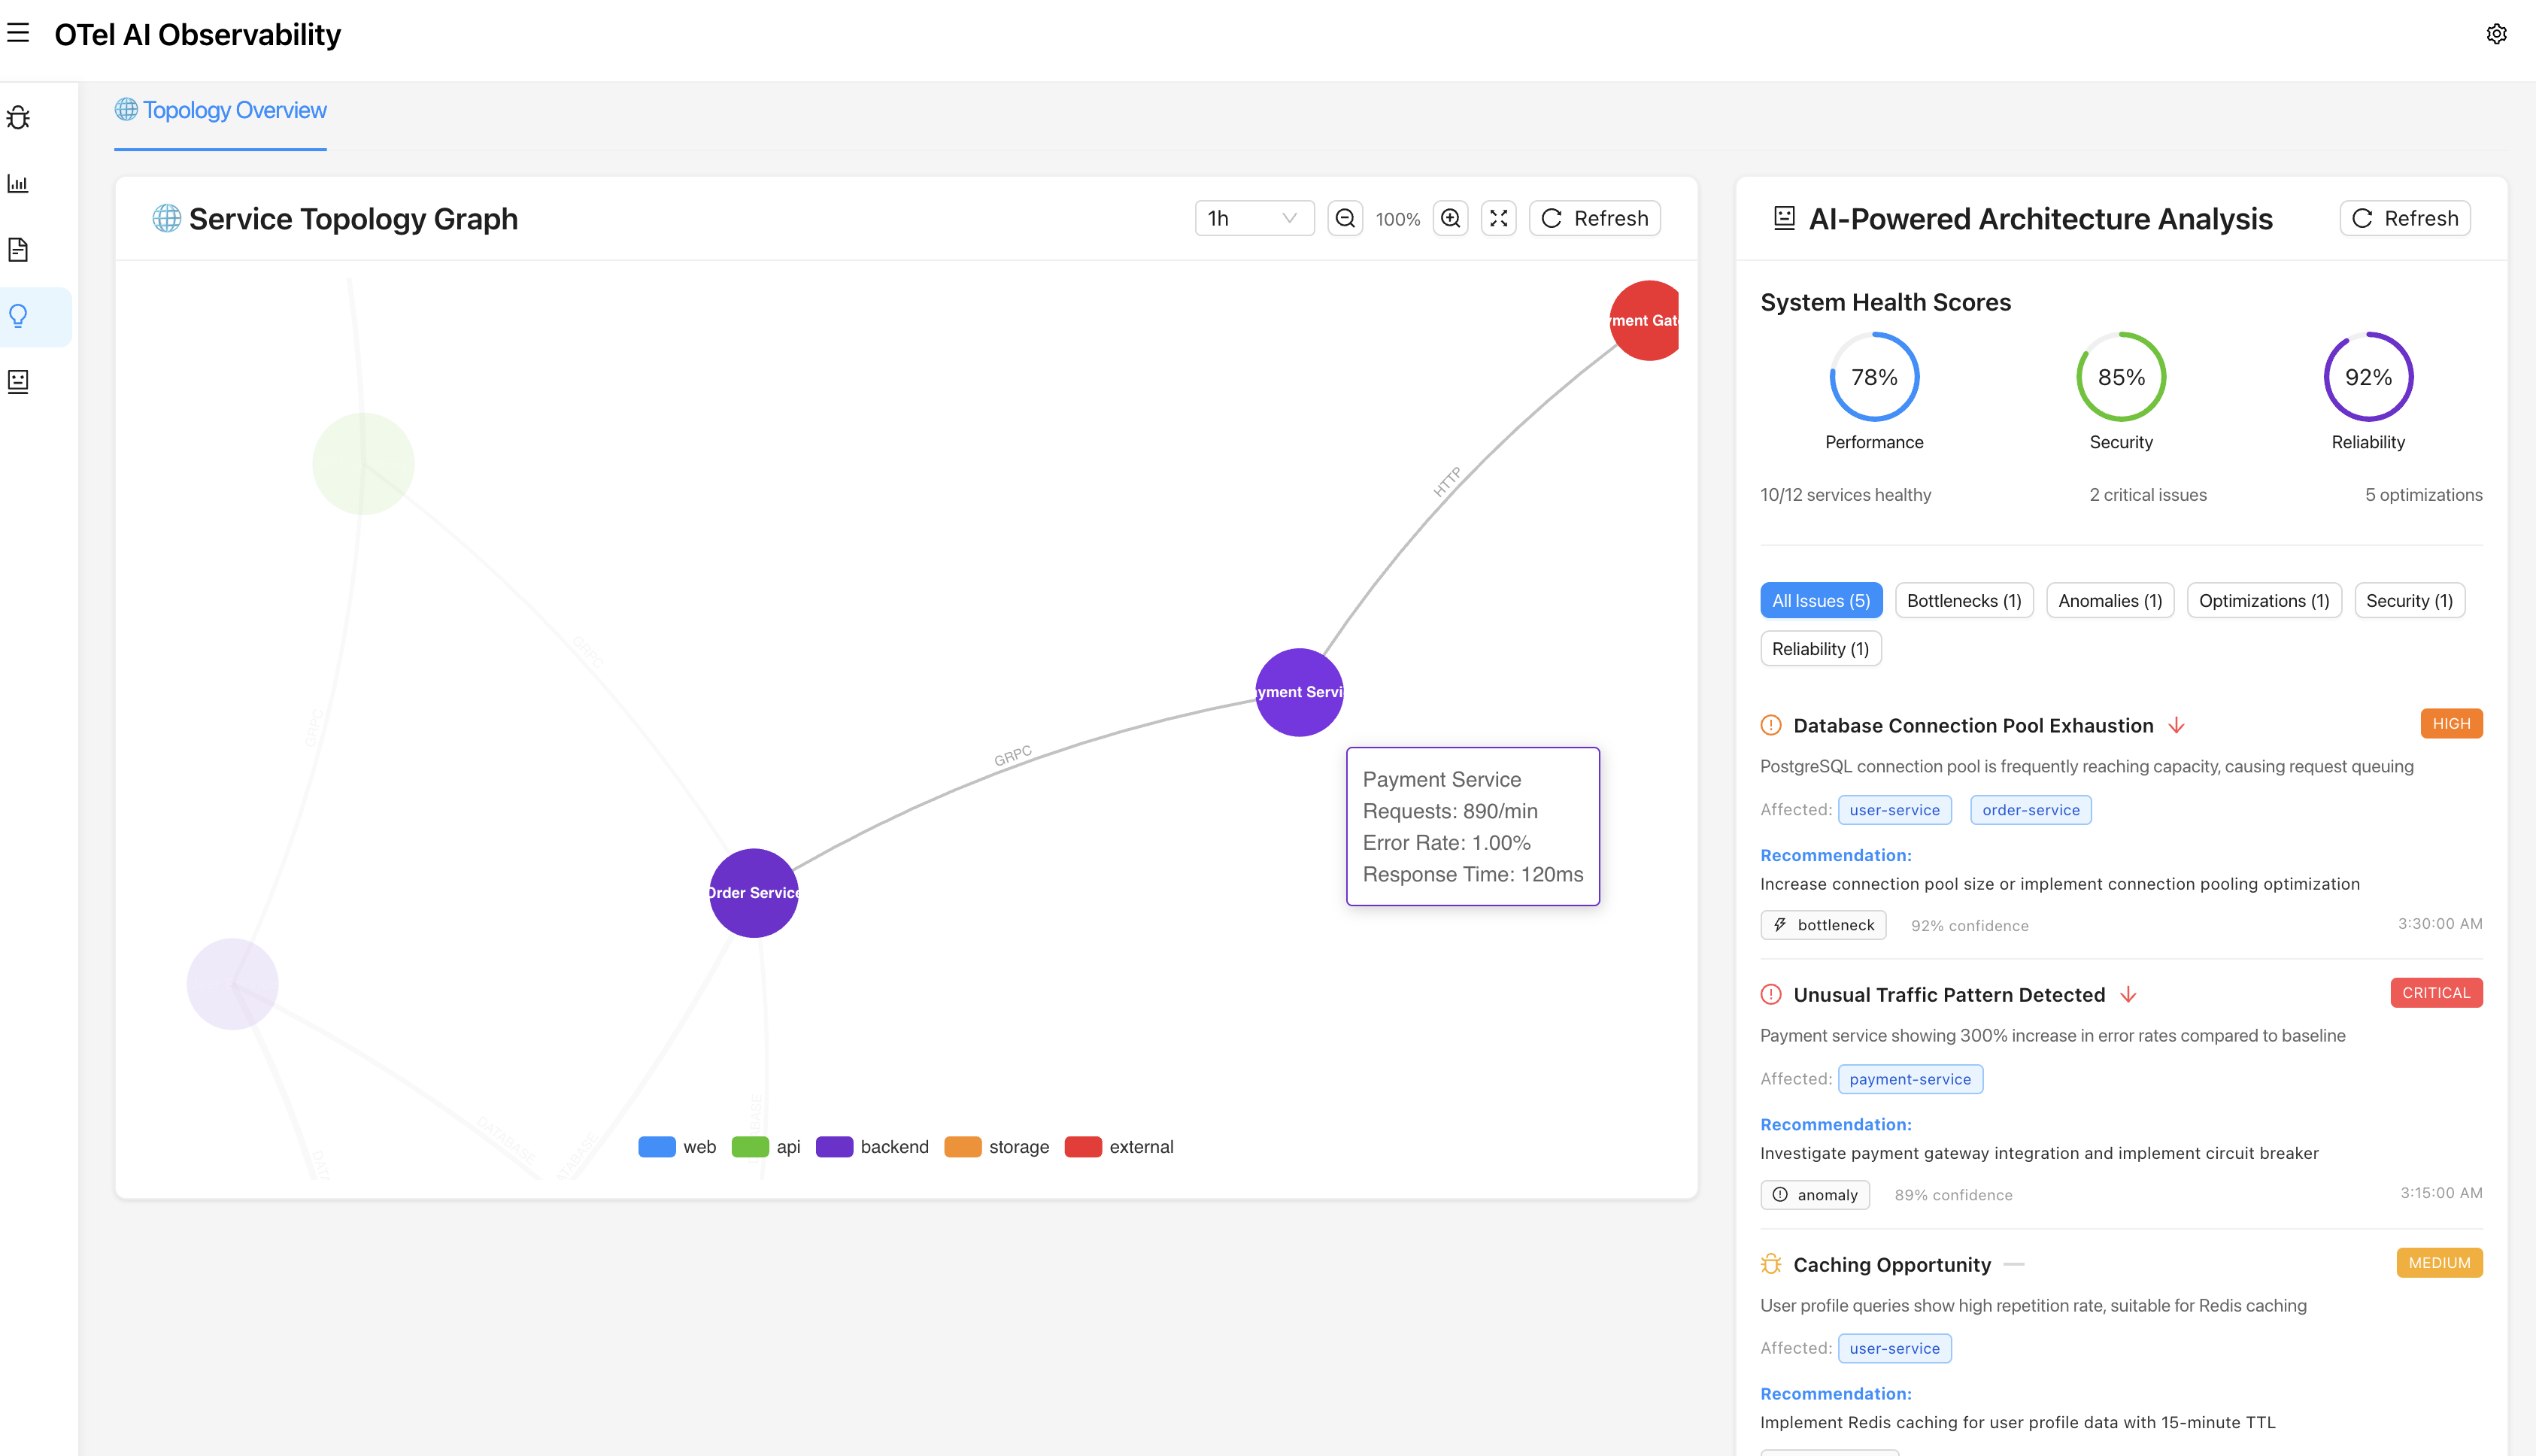 OTel AI Observability
Topology Overview
Service Topology Graph
1h
100%
Refresh
yment Gate
HTTP
GRPC
GRPC
yment Servi
GRPC
Payment Service
Requests: 890/min
Error Rate: 1.00%
Response Time: 120ms
Order Service
DATABASE
web
api
backend
storage
external
AI-Powered Architecture Analysis
Refresh
System Health Scores
78%
85%
92%
Performance
Security
Reliability
10/12 services healthy
2 critical issues
5 optimizations
All Issues (5)
Bottlenecks (1)
Anomalies (1)
Optimizations (1)
Security (1)
Reliability (1)
Database Connection Pool Exhaustion
HIGH
PostgreSQL connection pool is frequently reaching capacity, causing request queuing
Affected: user-service order-service
Recommendation:
Increase connection pool size or implement connection pooling optimization
bottleneck
92% confidence
3:30:00 AM
Unusual Traffic Pattern Detected
CRITICAL
Payment service showing 300% increase in error rates compared to baseline
Affected: payment-service
Recommendation:
Investigate payment gateway integration and implement circuit breaker
anomaly
89% confidence
3:15:00 AM
Caching Opportunity
MEDIUM
User profile queries show high repetition rate, suitable for Redis caching
Affected: user-service
Recommendation:
Implement Redis caching for user profile data with 15-minute TTL